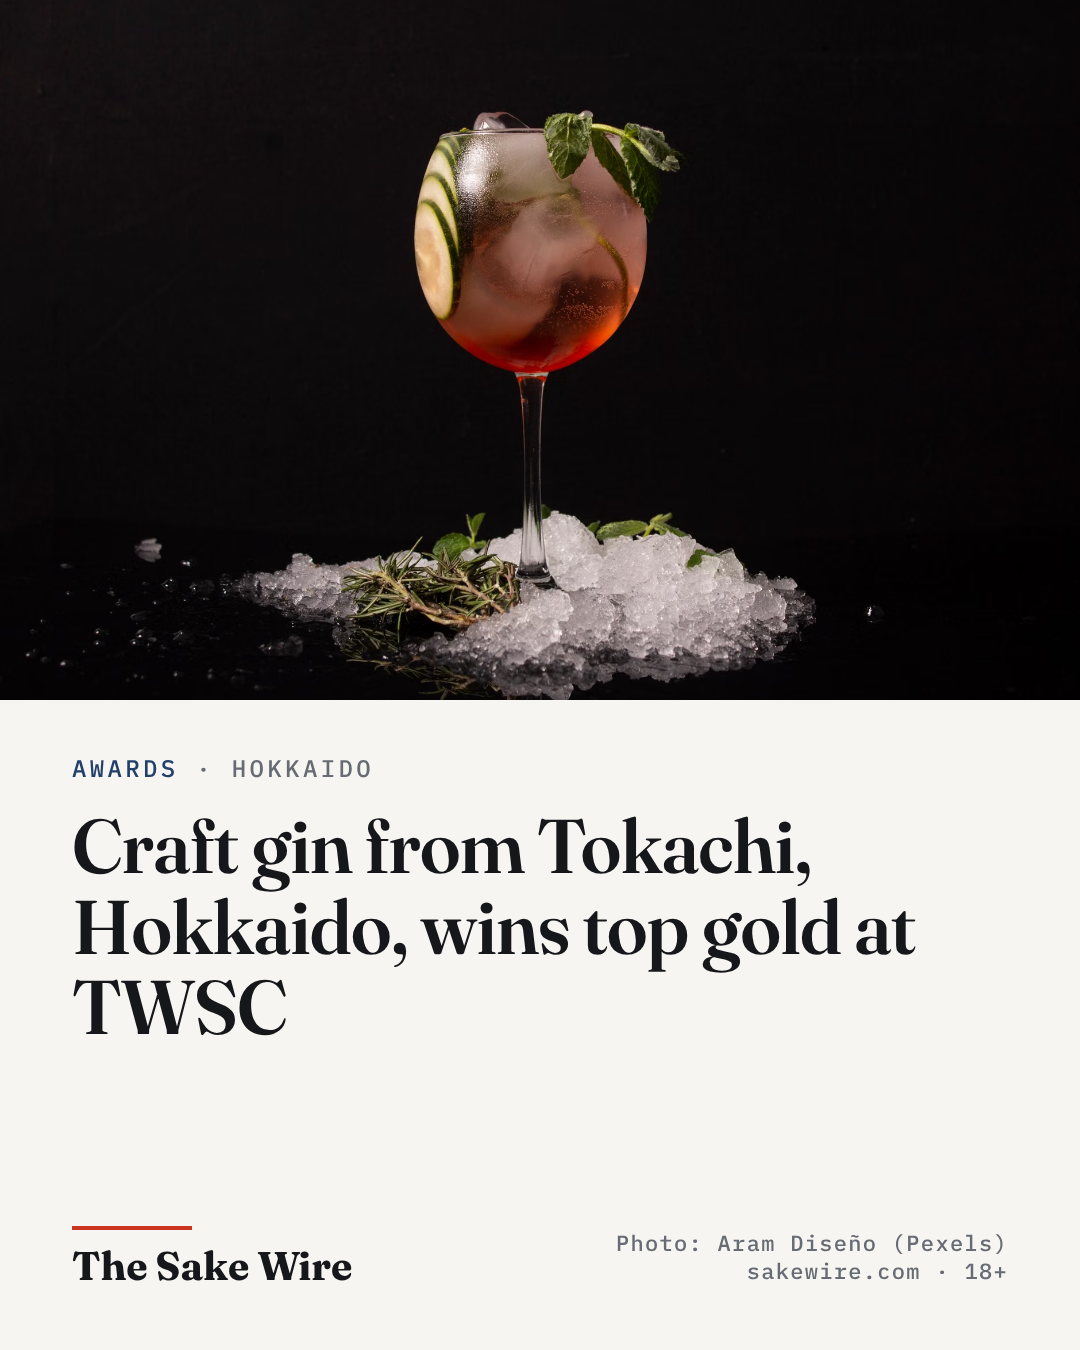 AWARDS · HOKKAIDO
Craft gin from Tokachi,
Hokkaido, wins top gold at
TWSC
The Sake Wire
Photo: Aram Diseño (Pexels)
sakewire.com · 18+